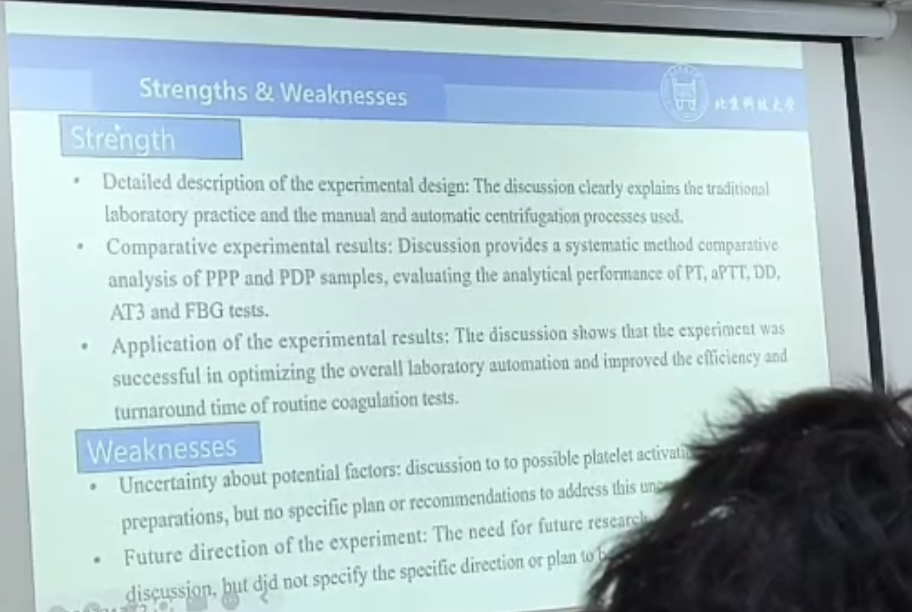 Strengths & Weaknesses
北京科技大学
Strength
• Detailed description of the experimental design: The discussion clearly explains the traditional
laboratory practice and the manual and automatic centrifugation processes used.
• Comparative experimental results: Discussion provides a systematic method comparative
analysis of PPP and PDP samples, evaluating the analytical performance of PT, aPTT, DD,
AT3 and FBG tests.
• Application of the experimental results: The discussion shows that the experiment was
successful in optimizing the overall laboratory automation and improved the efficiency and
turnaround time of routine coagulation tests.
Weaknesses
• Uncertainty about potential factors: discussion to to possible platelet
preparations, but no specific plan or recommendations to address this
• Future direction of the experiment: The need for future research
discussion, but did not specify the specific direction or plan to